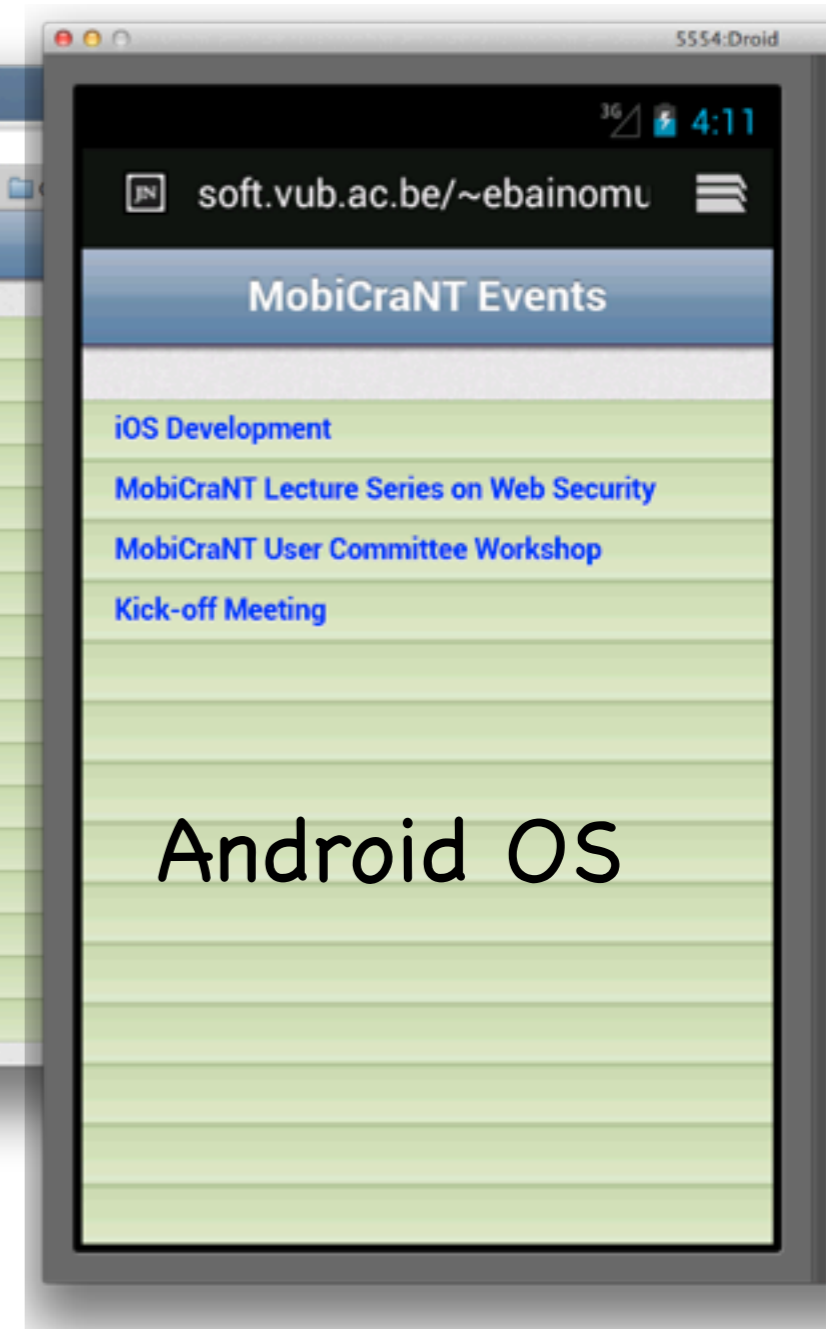 5554:Droid
3G 4:11
soft.vub.ac.be/~ebainomu
MobiCraNT Events
iOS Development
MobiCraNT Lecture Series on Web Security
MobiCraNT User Committee Workshop
Kick-off Meeting
Android OS